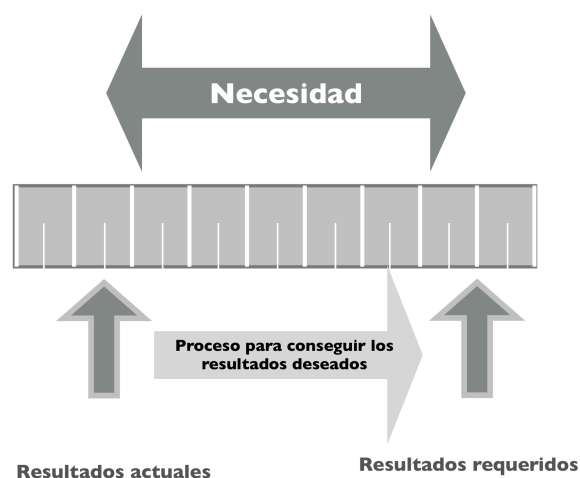 Necesidad
Proceso para conseguir los
resultados deseados
Resultados requeridos
Resultados actuales